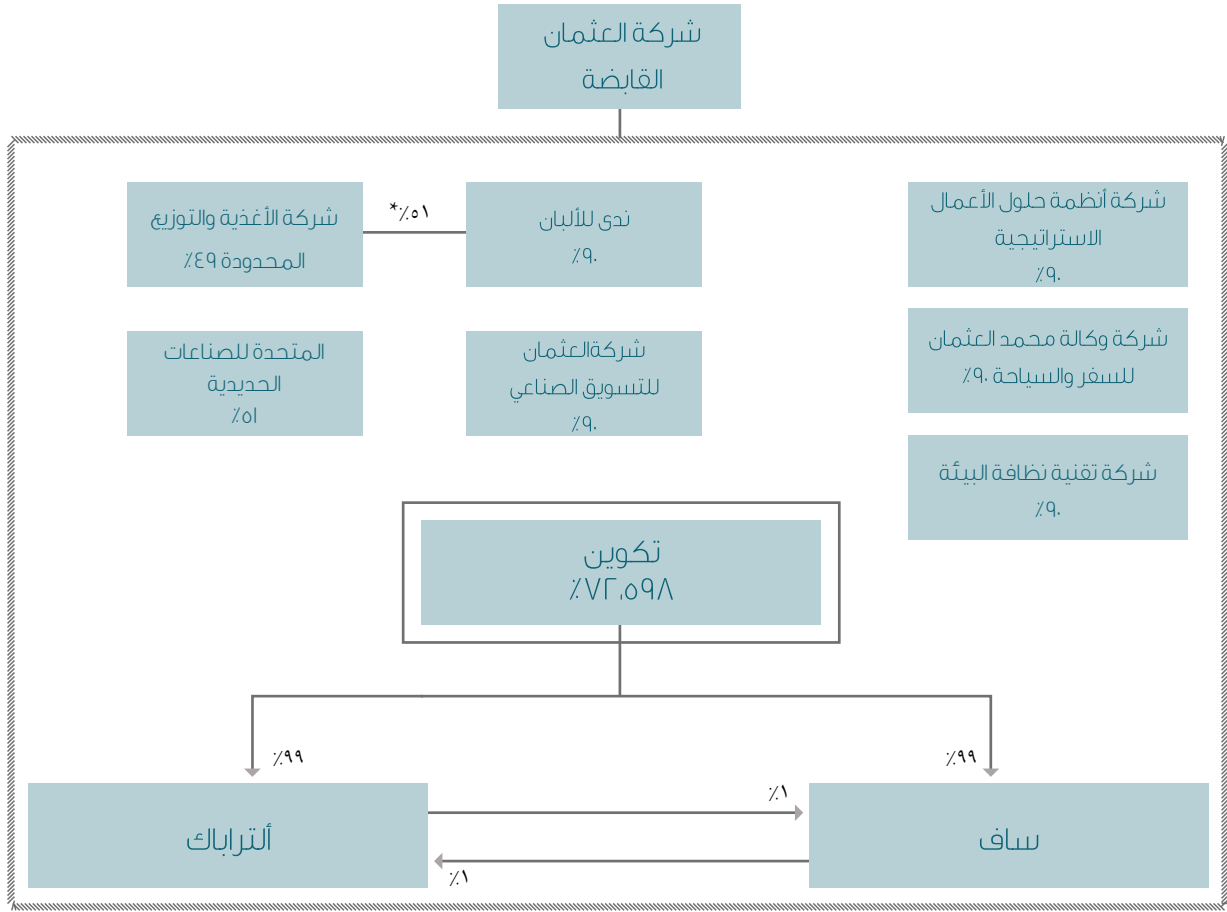 شركة العثمان
القابضة
شركة أنظمة حلول الأعمال
الاستراتيجية
٩٠٪
ندى للألبان
٩٠٪
٥١٪*
شركة الأغذية والتوزيع
المحدودة ٤٩٪
شركة وكالة محمد العثمان
للسفر والسياحة ٩٠٪
شركةالعثمان
للتسويق الصناعي
٩٠٪
المتحدة للصناعات
الحديدية
٥١٪
شركة تقنية نظافة البيئة
٩٠٪
تكوين
٧٢،٥٩٨٪
٩٩٪
٩٩٪
ساف
١٪
١٪
ألتراباك